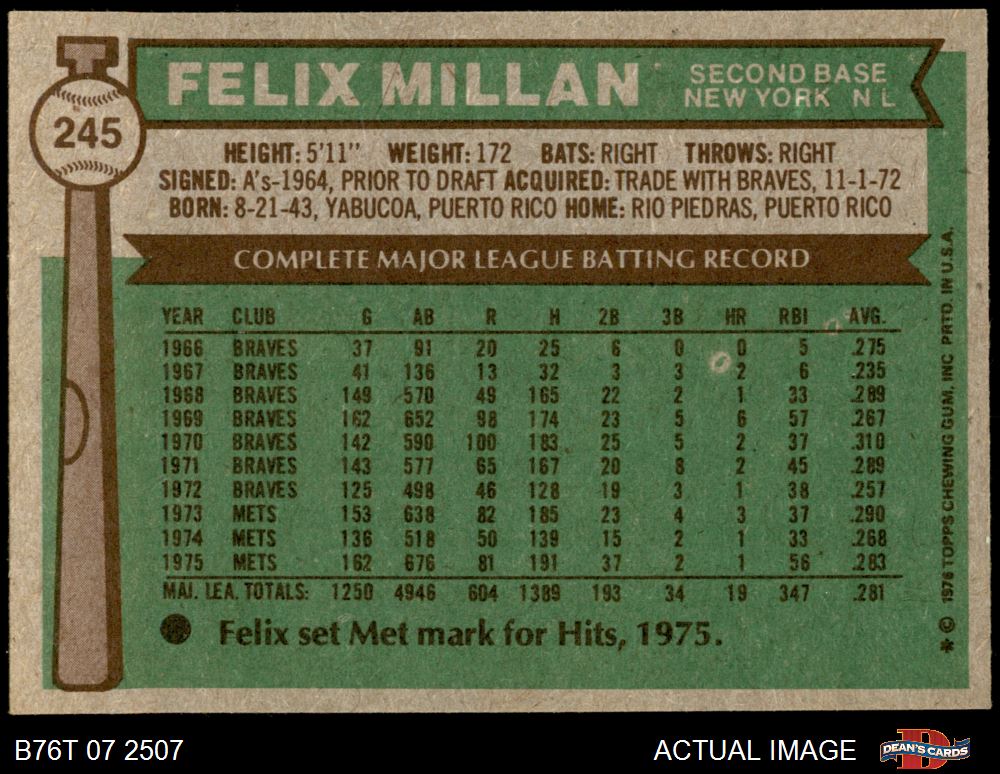 FELIX MILLAN
SECOND BASE
NEW YORK N L
245
HEIGHT: 5'11" WEIGHT: 172 BATS: RIGHT THROWS: RIGHT
SIGNED: A's-1964, PRIOR TO DRAFT ACQUIRED: TRADE WITH BRAVES, 11-1-72
BORN: 8-21-43, YABUCOA, PUERTO RICO HOME: RIO PIEDRAS, PUERTO RICO
COMPLETE MAJOR LEAGUE BATTING RECORD
YEAR CLUB G AB R H 2B 3B HR RBI AVG.
1966 BRAVES 37 91 20 25 6 0 0 5 .275
1967 BRAVES 41 136 13 32 3 3 2 6 .235
1968 BRAVES 149 570 49 165 22 2 1 33 .289
1969 BRAVES 162 652 98 174 23 5 6 57 .267
1970 BRAVES 142 590 100 183 25 5 2 37 .310
1971 BRAVES 143 577 65 167 20 8 2 45 .289
1972 BRAVES 125 498 46 128 19 3 1 38 .257
1973 METS 153 638 82 185 23 4 3 37 .290
1974 METS 136 518 50 139 15 2 1 33 .268
1975 METS 162 676 81 191 37 2 1 56 .283
MAJ. LEA. TOTALS: 1250 4946 604 1389 193 34 19 347 .281
Felix set Met mark for Hits, 1975.
* © 1976 TOPPS CHEWING GUM, INC PRTD. IN U.S.A.
B76T 07 2507 ACTUAL IMAGE
DEAN'S CARDS